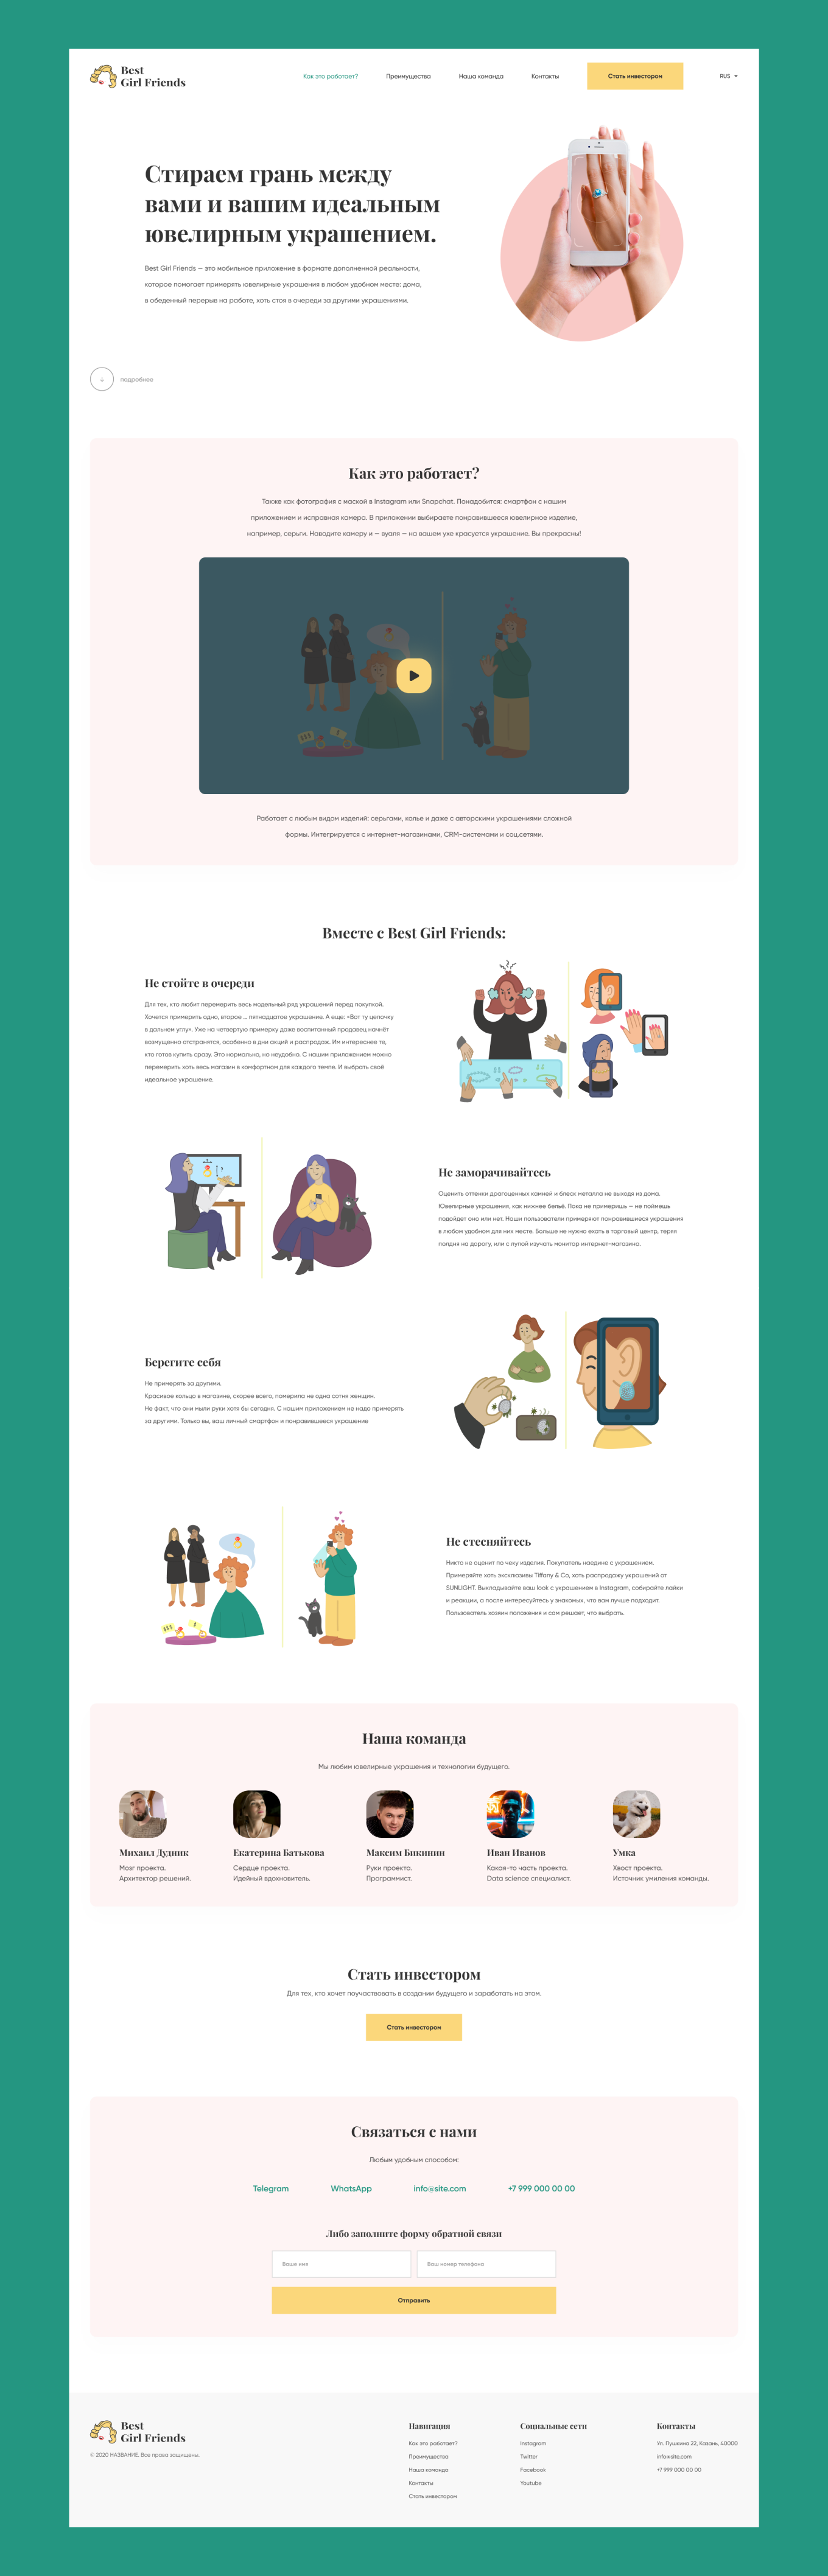 Best
Girl Friends
Как это работает?
Преимущества
Наша команда
Контакты
Стать инвестором
RUS
Стираем грань между
вами и вашим идеальным
ювелирным украшением.
Best Girl Friends — это мобильное приложение в формате дополненной реальности,
которое помогает примерять ювелирные украшения в любом удобном месте: дома,
в обеденный перерыв на работе, хоть стоя в очереди за другими украшениями.
подробнее
Как это работает?
Также как фотография с маской в Instagram или Snapchat. Понадобится: смартфон с нашим
приложением и исправная камера. В приложении выбираете понравившееся ювелирное изделие,
например, серьги. Наводите камеру и — вуаля — на вашем ухе красуется украшение. Вы прекрасны!
Работает с любым видом изделий: серьгами, колье и даже с авторскими украшениями сложной
формы. Интегрируется с интернет-магазинами, CRM-системами и соц.сетями.
Вместе с Best Girl Friends:
Не стойте в очереди
Для тех, кто любит перемерить весь модельный ряд украшений перед покупкой.
Хочется примерить одно, второе ... пятнадцатое украшение. А еще: «Вот ту цепочку
в дальнем углу». Уже на четвертую примерку даже воспитанный продавец начнёт
возмущенно отстраняться, особенно в дни акций и распродаж. Им интереснее те,
кто готов купить сразу. Это нормально, но неудобно. С нашим приложением можно
перемерить хоть весь магазин в комфортном для каждого темпе. И выбрать своё
идеальное украшение.
Не заморачивайтесь
Оценить оттенки драгоценных камней и блеск металла не выходя из дома.
Ювелирные украшения, как нижнее бельё. Пока не примеришь — не поймёшь
подойдет оно или нет. Наши пользователи примеряют понравившиеся украшения
в любом удобном для них месте. Больше не нужно ехать в торговый центр, теряя
полдня на дорогу, или с лупой изучать монитор интернет-магазина.
Берегите себя
Не примерять за другими.
Красивое кольцо в магазине, скорее всего, померила не одна сотня женщин.
Не факт, что они мыли руки хотя бы сегодня. С нашим приложением не надо примерять
за другими. Только вы, ваш личный смартфон и понравившееся украшение
Не стесняйтесь
Никто не оценит по чеку изделия. Покупатель наедине с украшением.
Примеряйте хоть эксклюзивы Tiffany & Co, хоть распродажу украшений от
SUNLIGHT. Выкладывайте ваш look с украшением в Instagram, собирайте лайки
и реакции, а после интересуйтесь у знакомых, что вам лучше подходит.
Пользователь хозяин положения и сам решает, что выбрать.
Наша команда
Мы любим ювелирные украшения и технологии будущего.
Михаил Дудник
Мозг проекта.
Архитектор решений.
Екатерина Батькова
Сердце проекта.
Идейный вдохновитель.
Максим Бикинин
Руки проекта.
Программист.
Иван Иванов
Какая-то часть проекта.
Data science специалист.
Умка
Хвост проекта.
Источник умиления команды.
Стать инвестором
Для тех, кто хочет поучаствовать в создании будущего и заработать на этом.
Стать инвестором
Связаться с нами
Любым удобным способом:
Telegram
WhatsApp
info@site.com
+7 999 000 00 00
Либо заполните форму обратной связи
Ваше имя
Ваш номер телефона
Отправить
Best
Girl Friends
© 2020 НАЗВАНИЕ. Все права защищены.
Навигация
Как это работает?
Преимущества
Наша команда
Контакты
Стать инвестором
Социальные сети
Instagram
Twitter
Facebook
Youtube
Контакты
Ул. Пушкина 22, Казань, 40000
info@site.com
+7 999 000 00 00